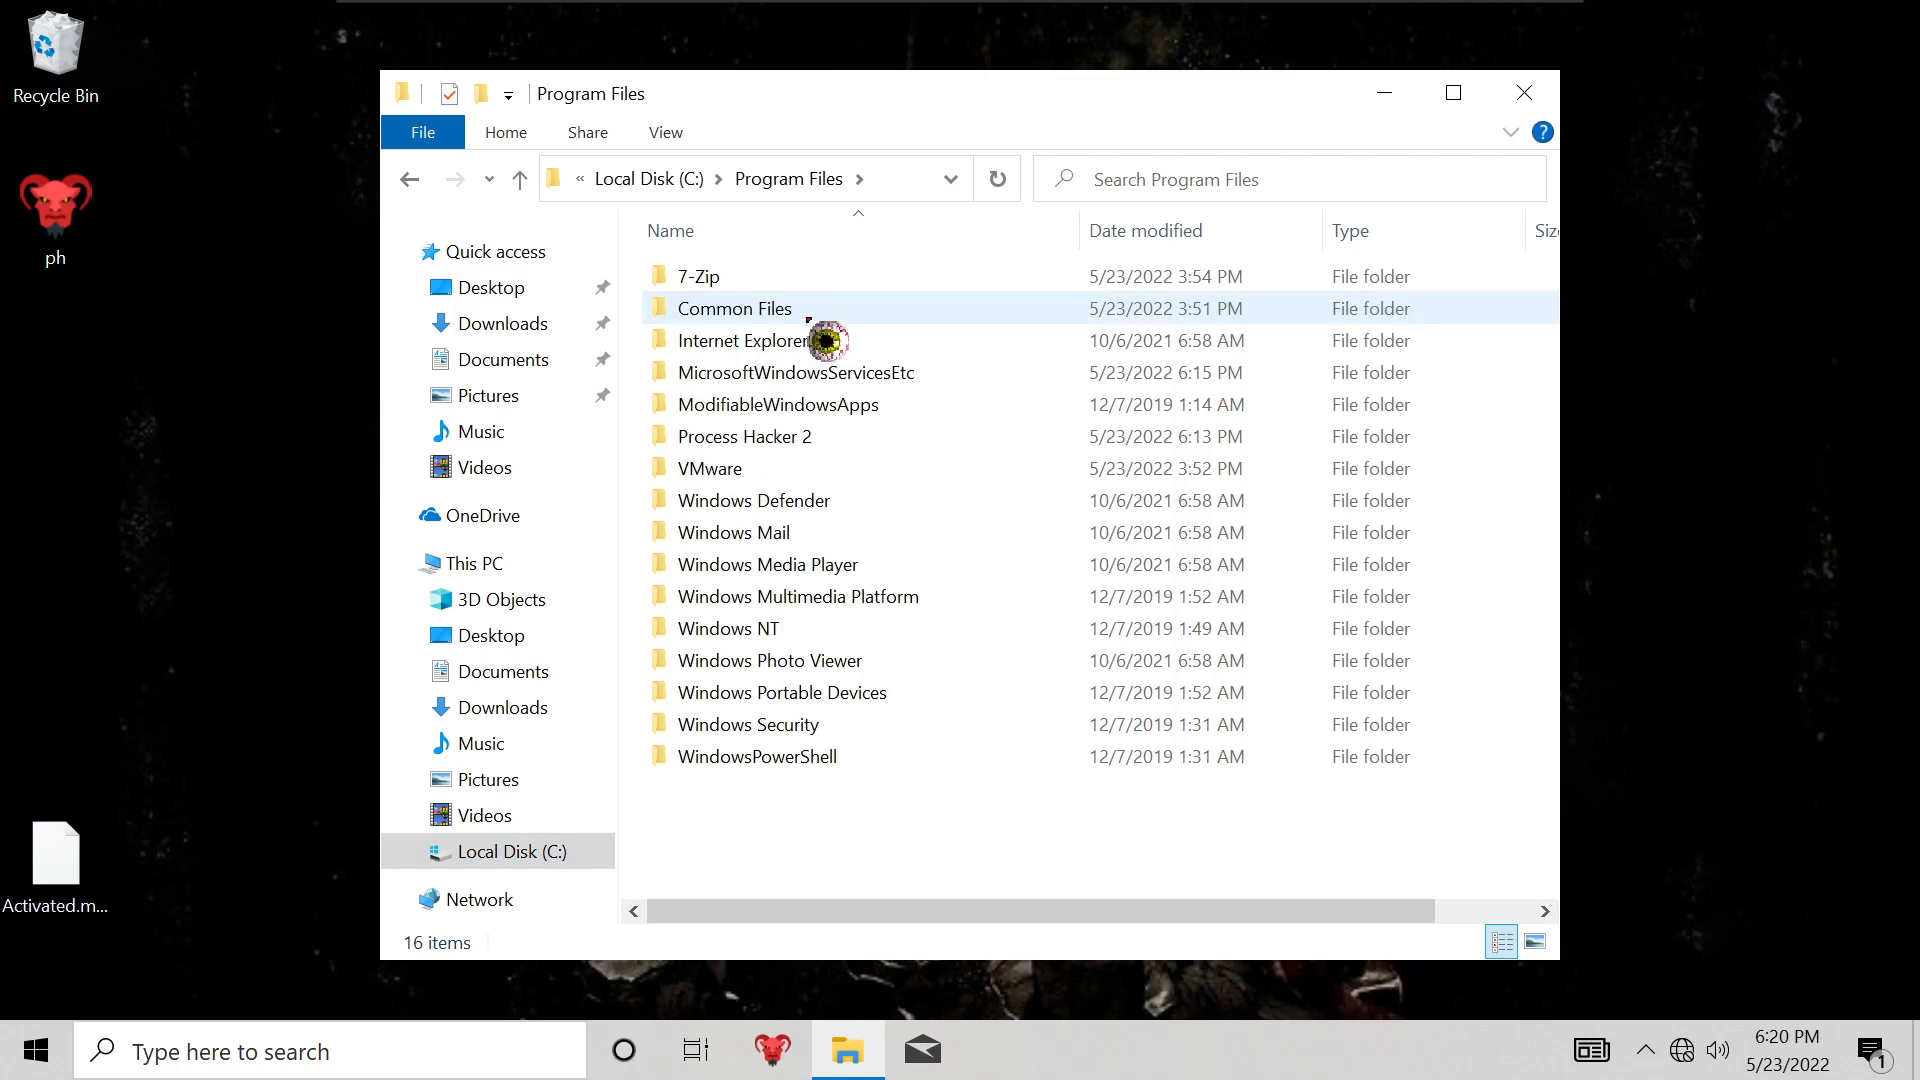 Recycle Bin
ph
Activated.m...
Program Files
File Home Share View
?
« Local Disk (C:) Program Files
Search Program Files
Quick access
Desktop
Downloads
Documents
Pictures
Music
Videos
OneDrive
This PC
3D Objects
Desktop
Documents
Downloads
Music
Pictures
Videos
Local Disk (C:)
Network
Name Date modified Type Siz
7-Zip 5/23/2022 3:54 PM File folder
Common Files 5/23/2022 3:51 PM File folder
Internet Explorer 10/6/2021 6:58 AM File folder
MicrosoftWindowsServicesEtc 5/23/2022 6:15 PM File folder
ModifiableWindowsApps 12/7/2019 1:14 AM File folder
Process Hacker 2 5/23/2022 6:13 PM File folder
VMware 5/23/2022 3:52 PM File folder
Windows Defender 10/6/2021 6:58 AM File folder
Windows Mail 10/6/2021 6:58 AM File folder
Windows Media Player 10/6/2021 6:58 AM File folder
Windows Multimedia Platform 12/7/2019 1:52 AM File folder
Windows NT 12/7/2019 1:49 AM File folder
Windows Photo Viewer 10/6/2021 6:58 AM File folder
Windows Portable Devices 12/7/2019 1:52 AM File folder
Windows Security 12/7/2019 1:31 AM File folder
WindowsPowerShell 12/7/2019 1:31 AM File folder
16 items
Type here to search
6:20 PM
5/23/2022
1